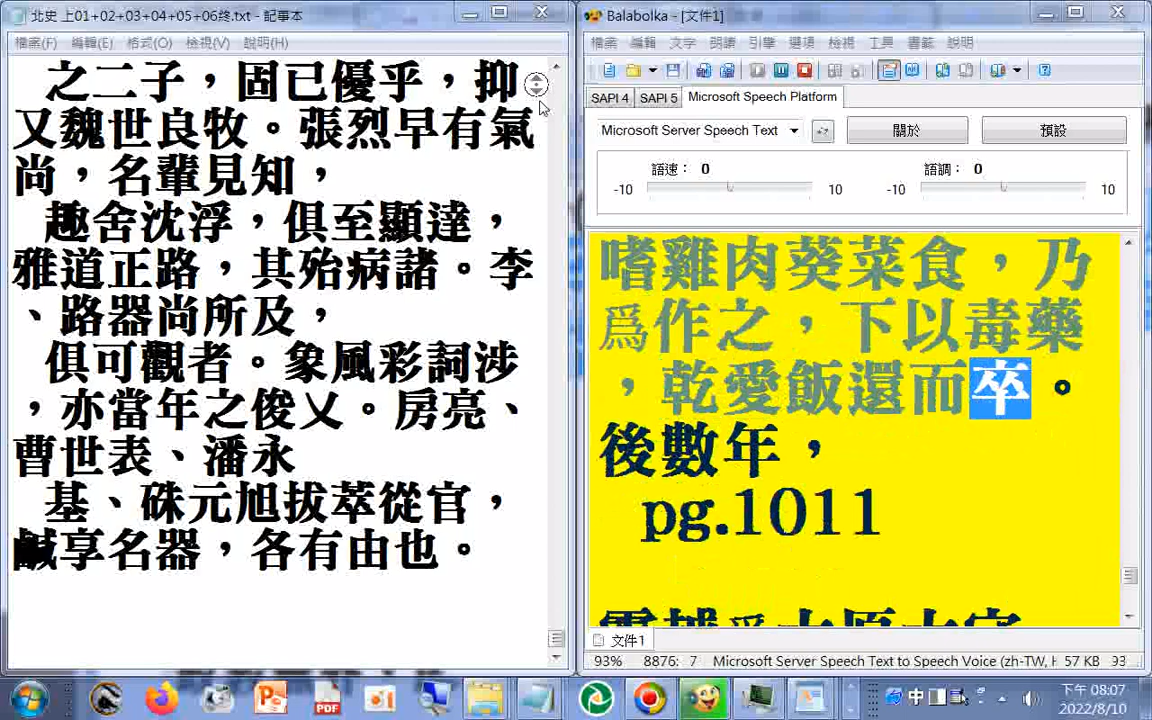 北史 上01+02+03+04+05+06终.txt - 記事本
檔案(F) 編輯(E) 格式(O) 檢視(V) 說明(H)
之二子，固已優乎，抑
又魏世良牧。張烈早有氣
尚，名輩見知，
趣舍沈浮，俱至顯達，
雅道正路，其殆病諸。李
、路器尚所及，
俱可觀者。象風彩詞涉
，亦當年之俊乂。房亮、
曹世表、潘永
基、硃元旭拔萃從官，
鹹享名器，各有由也。
Balabolka - [文件1]
檔案 編輯 文字 朗讀 引擎 選項 檢視 工具 書籤 說明
SAPI 4 SAPI 5 Microsoft Speech Platform
Microsoft Server Speech Text 關於 預設
語速： 0 語調： 0
-10 10 -10 10
嗜雞肉葵菜食，乃
爲作之，下以毒藥
，乾愛飯還而卒。
後數年，
pg.1011
文件1
93% 8876: 7 Microsoft Server Speech Text to Speech Voice (zh-TW, H 57 KB 93
PDF
中
下午 08:07
2022/8/10